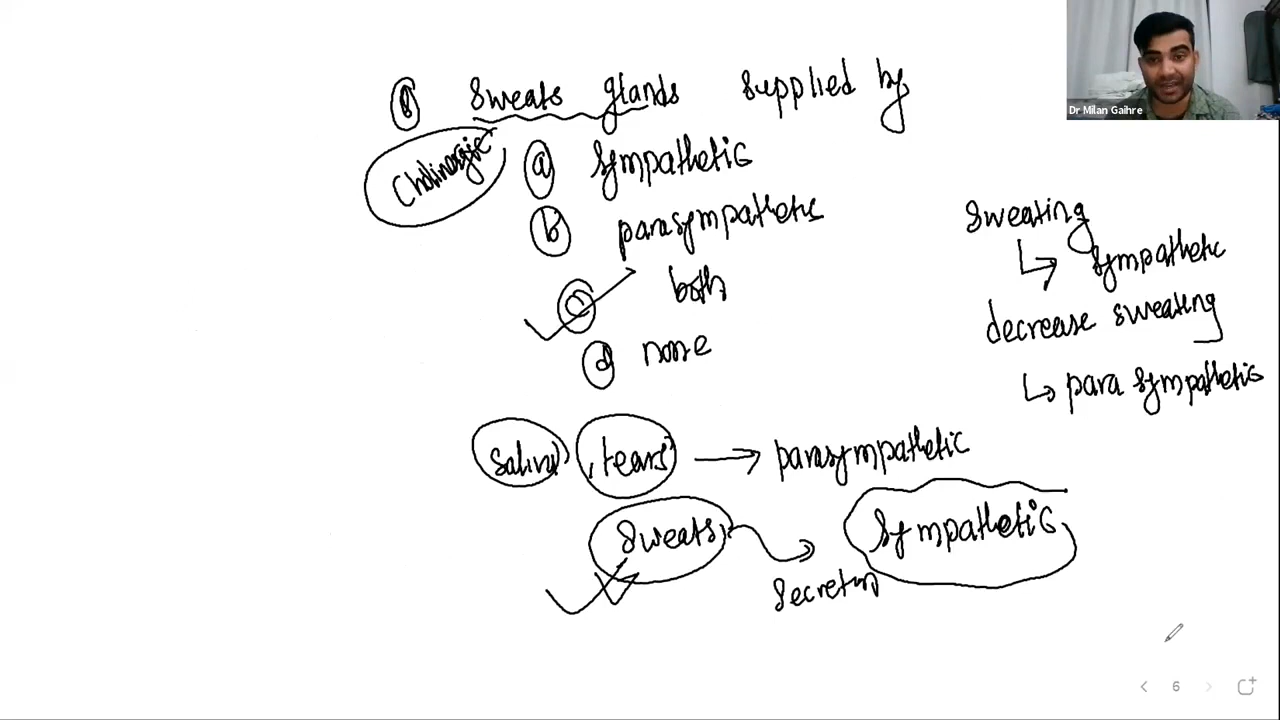 Dr Milan Gaihre
Q Sweats glands supplied by
Cholinergic
a sympathetic
b parasympathetic
c both
d none
Sweating
↳ sympathetic
decrease sweating
↳ para sympathetic
Saliva, tears → parasympathetic
Sweats, → Sympathetic
Secretion
6